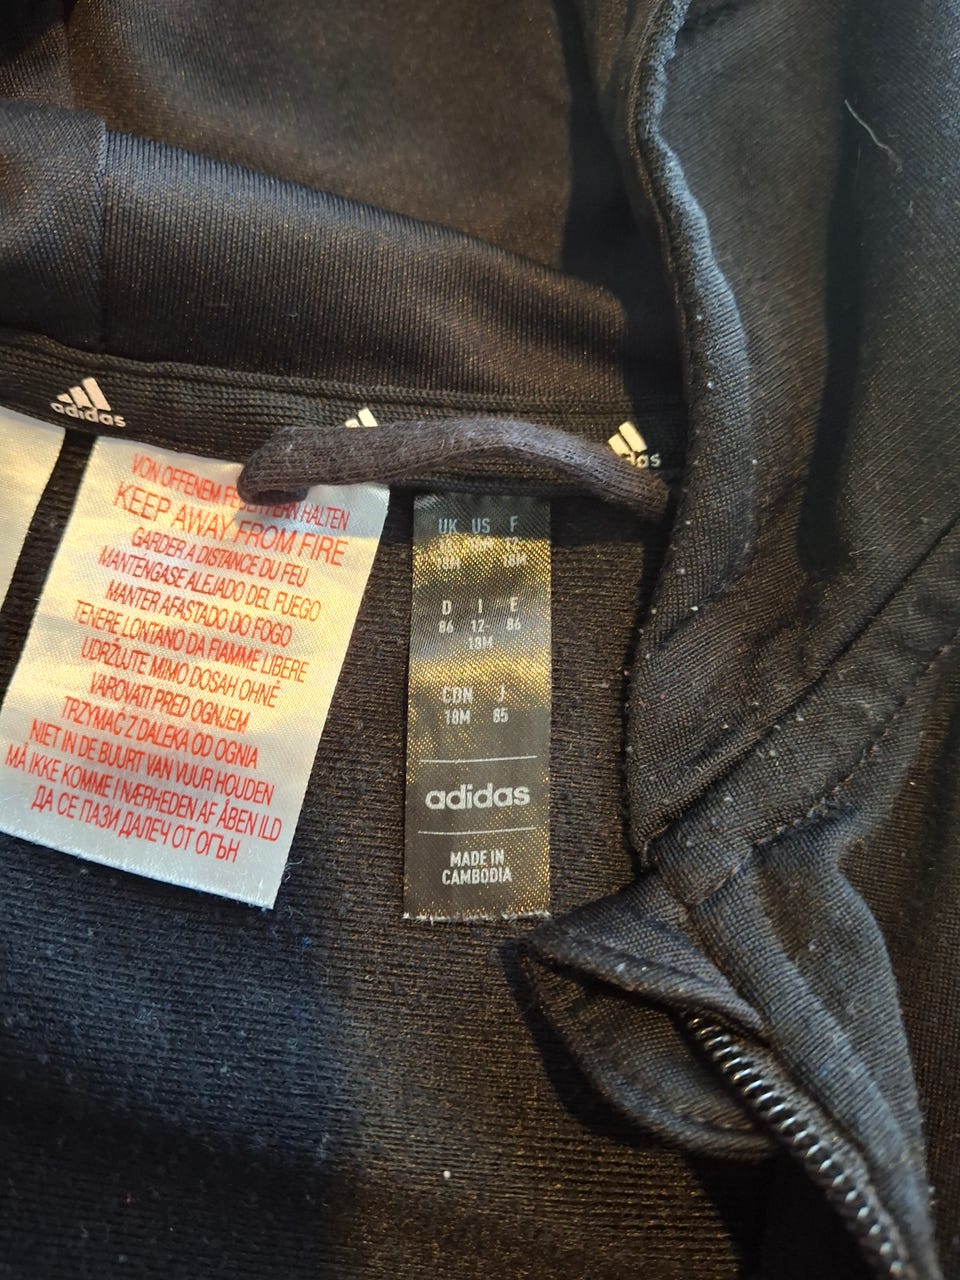 adidas
VON OFFENEM HALTEN
KEEP AWAY FROM FIRE
GARDER A DISTANCE DU FEU
MANTENGASE ALEJADO DEL FUEGO
MANTER AFASTADO DO FOGO
TENERE LONTANO DA FIAMME LIBERE
UDRŽUJTE MIMO DOSAH OHNĚ
VAROVATI PRED OGNJEM
TRZYMAĆ Z DALEKA OD OGNIA
NIET IN DE BUURT VAN VUUR HOUDEN
MÅ IKKE KOMME I NÆRHEDEN AF ÅBEN ILD
ДА СЕ ПАЗИ ДАЛЕЧ ОТ ОГЪН
UK US F
18M 18M
D I E
86 12 86
18M
CDN J
18M 85
adidas
MADE IN
CAMBODIA